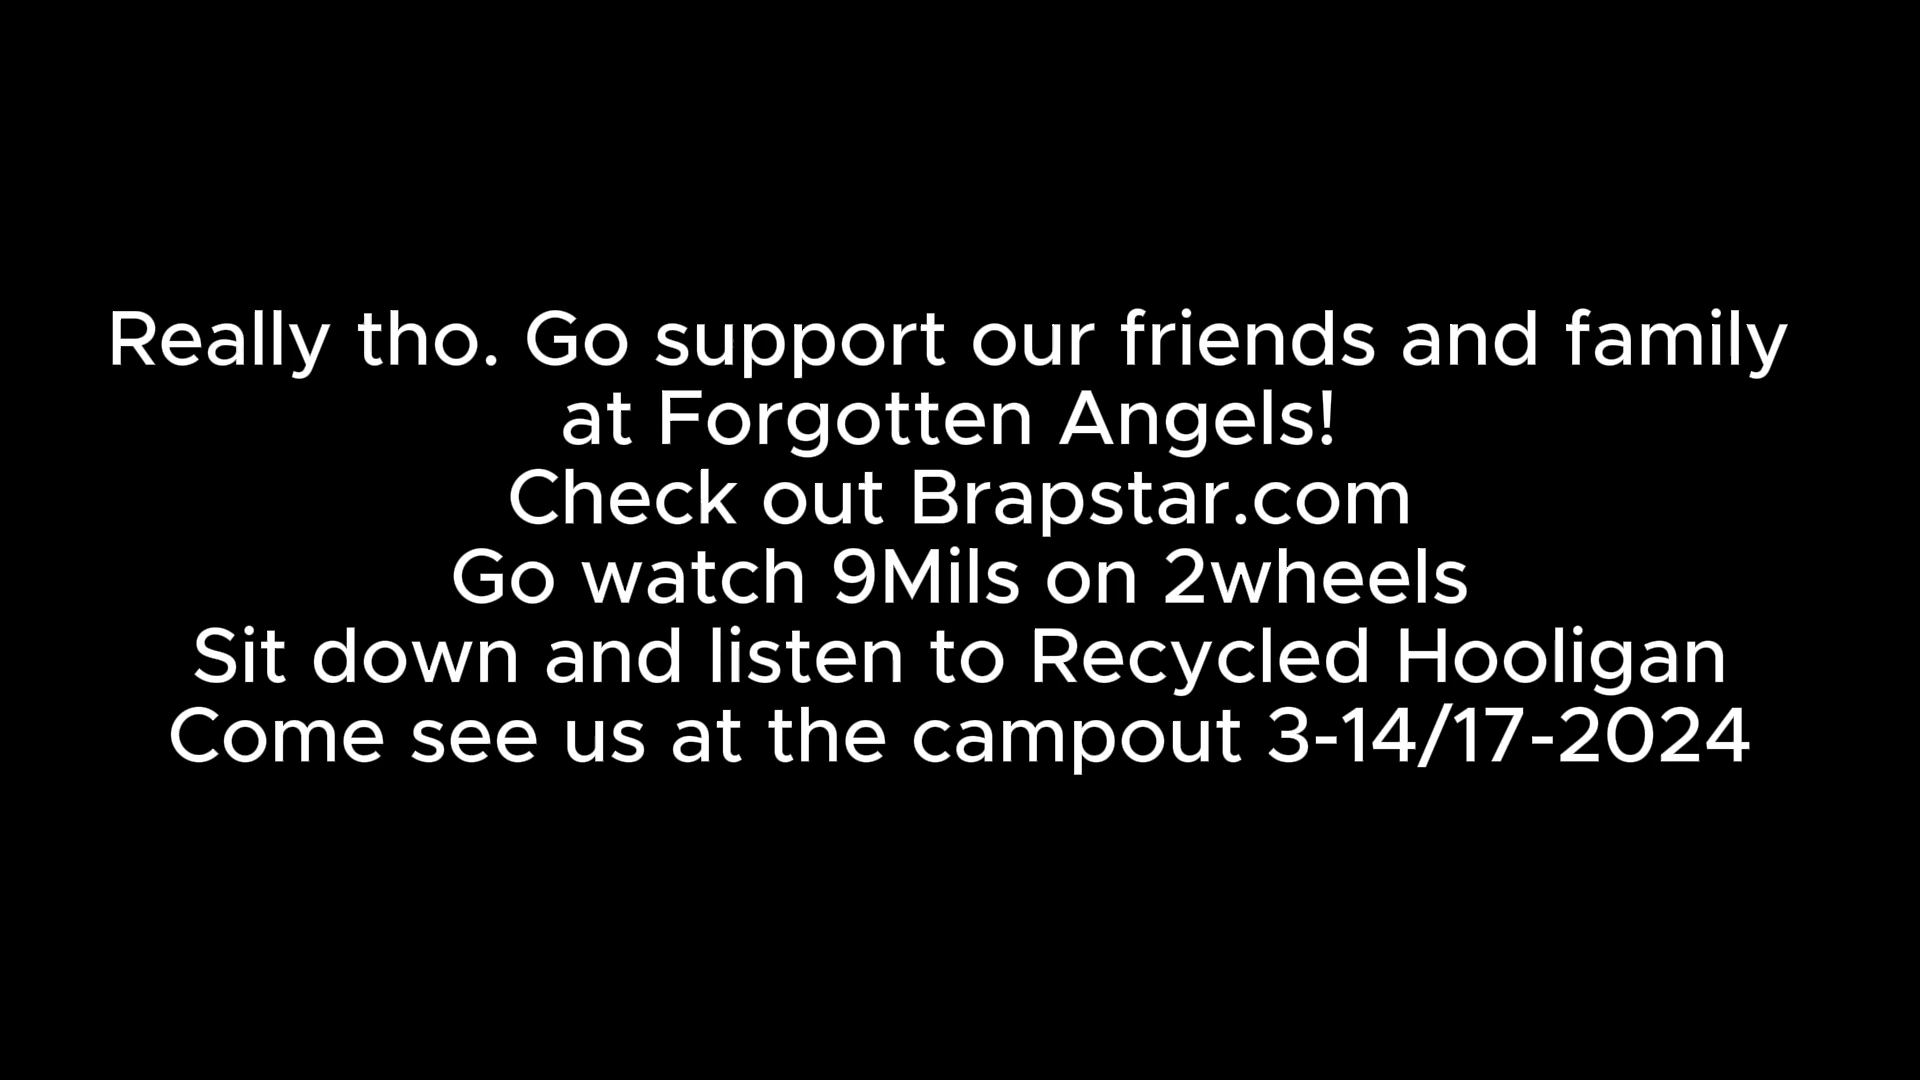 Really tho. Go support our friends and family
at Forgotten Angels!
Check out Brapstar.com
Go watch 9Mils on 2wheels
Sit down and listen to Recycled Hooligan
Come see us at the campout 3-14/17-2024